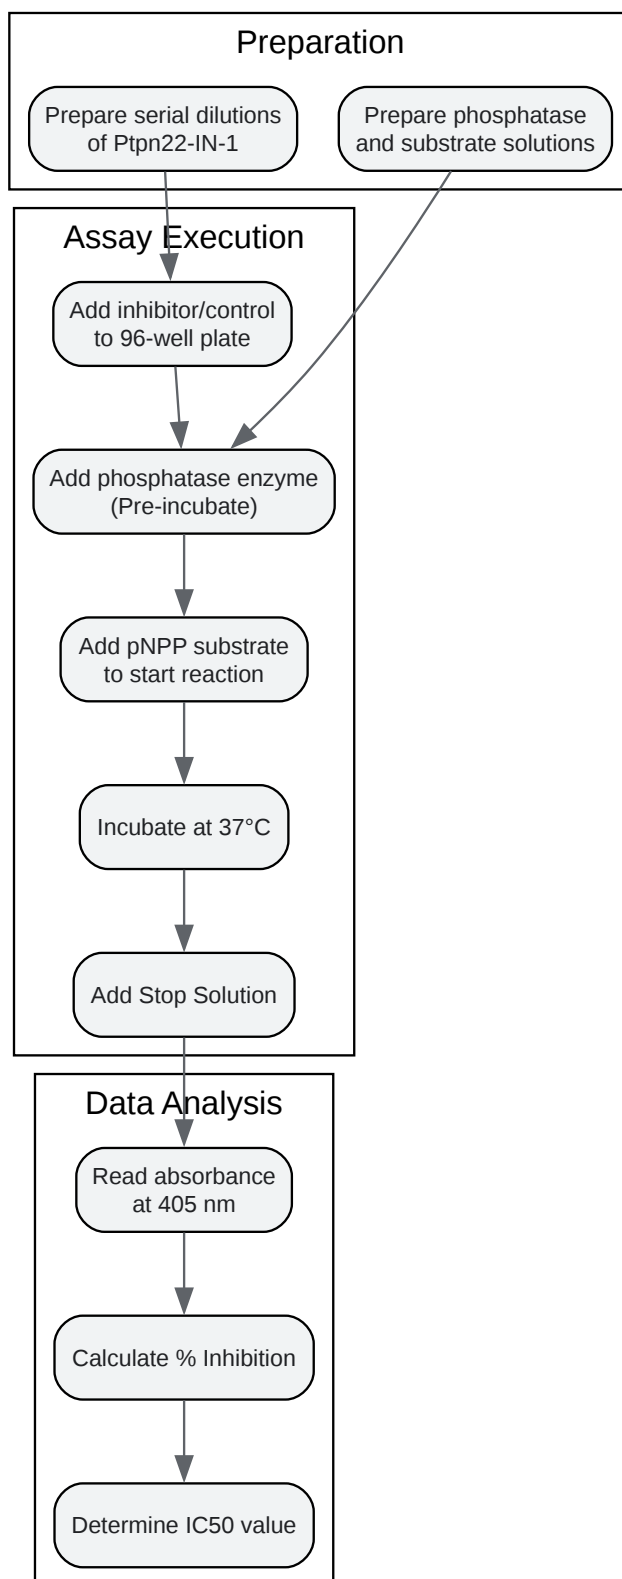 Preparation
Prepare serial dilutions
of Ptpn22-IN-1
Prepare phosphatase
and substrate solutions
Assay Execution
Add inhibitor/control
to 96-well plate
Add phosphatase enzyme
(Pre-incubate)
Add pNPP substrate
to start reaction
Incubate at 37°C
Add Stop Solution
Data Analysis
Read absorbance
at 405 nm
Calculate % Inhibition
Determine IC50 value